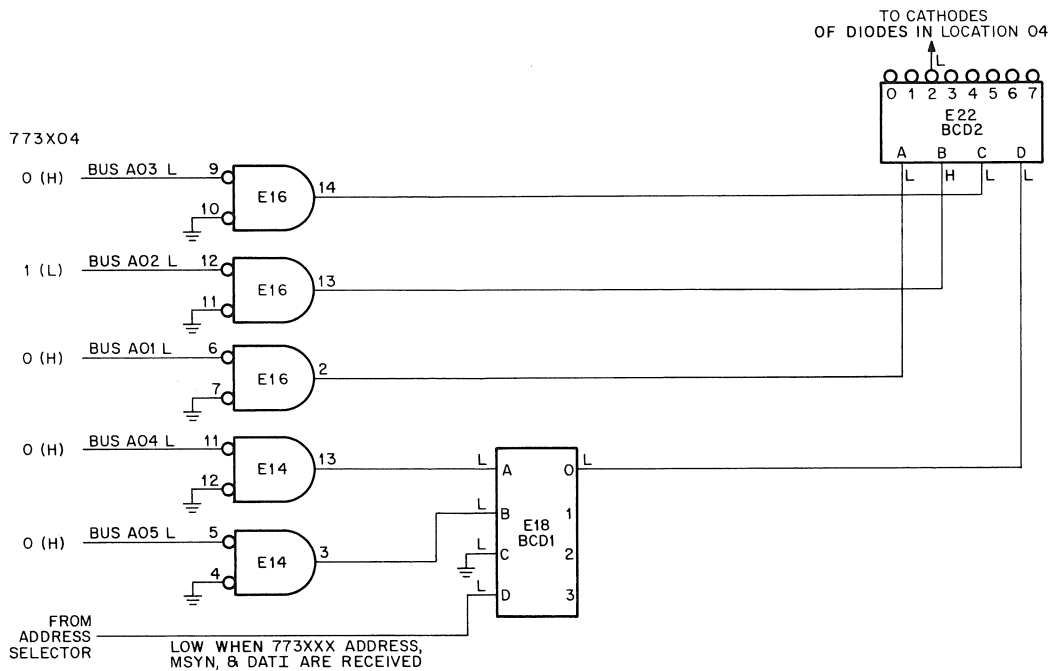 TO CATHODES
OF DIODES IN LOCATION 04
L
0 1 2 3 4 5 6 7
E22
BCD2
A B C D
L H L L
773X04
0 (H) BUS A03 L 9
10
E16
14
1 (L) BUS A02 L 12
11
E16
13
0 (H) BUS A01 L 6
7
E16
2
0 (H) BUS A04 L 11
12
E14
13
0 (H) BUS A05 L 5
4
E14
3
L A 0 L
L B 1
E18
BCD1
L C 2
L D 3
FROM
ADDRESS
SELECTOR
LOW WHEN 773XXX ADDRESS,
MSYN, & DATI ARE RECEIVED